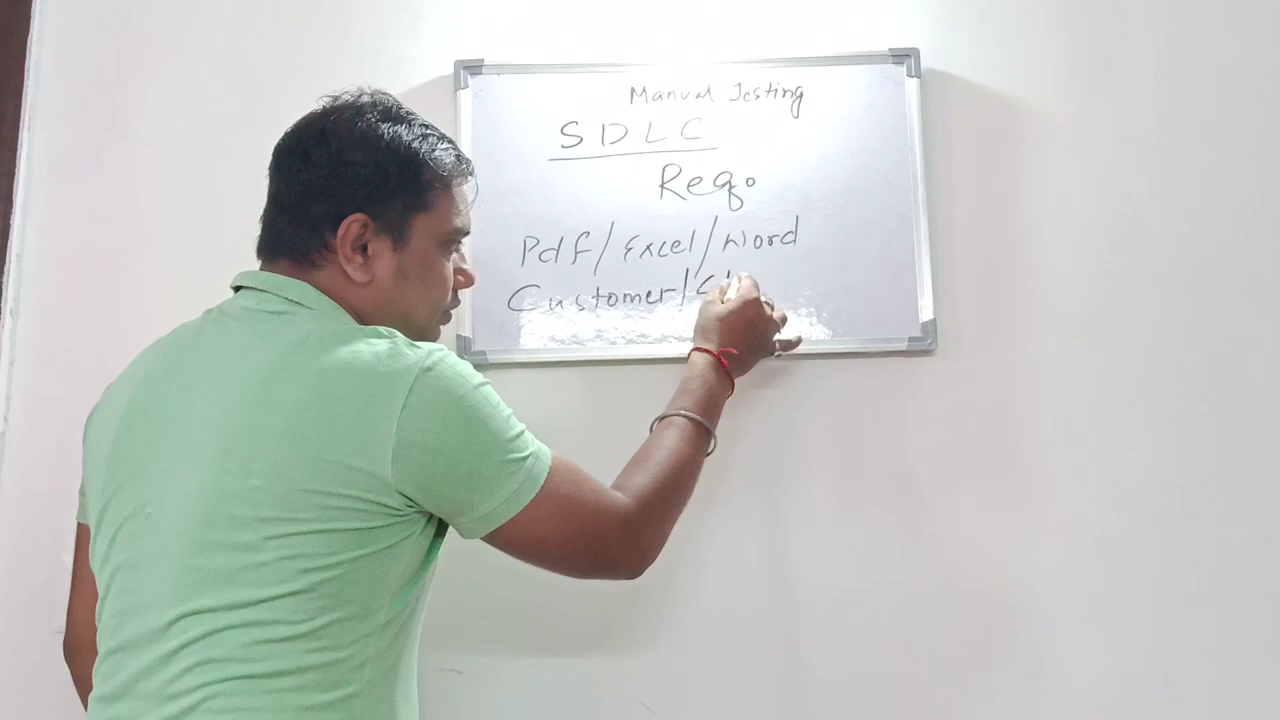 Manual Testing
SDLC
Req.
Pdf/Excel/Word
Customer/